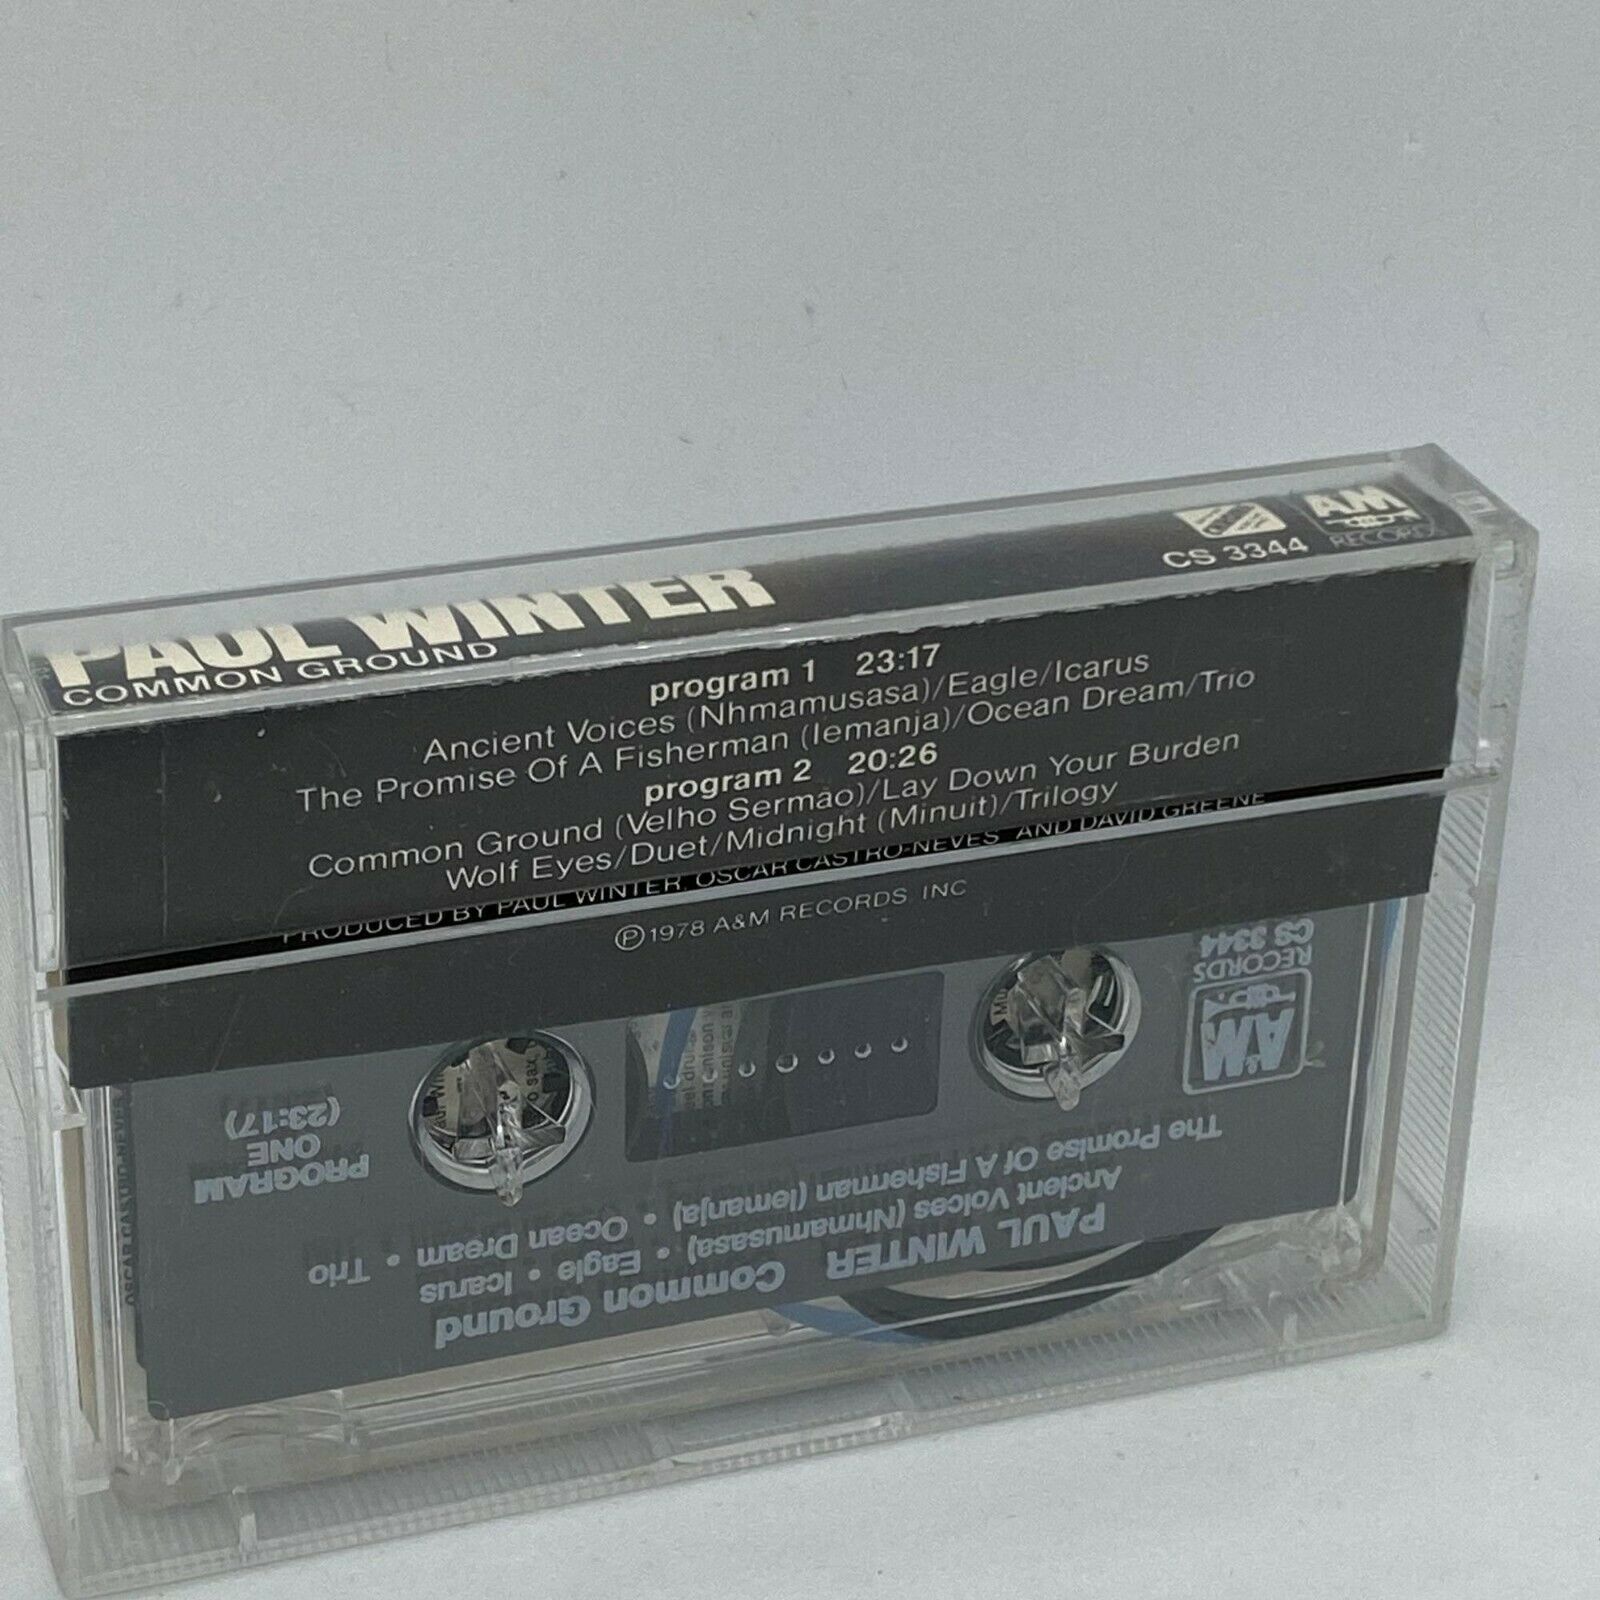 PAUL WINTER
COMMON GROUND
CS 3344
A&M
RECORDS
program 1 23:17
Ancient Voices (Nhmamusasa)/Eagle/Icarus
The Promise Of A Fisherman (Iemanja)/Ocean Dream/Trio
program 2 20:26
Common Ground (Velho Sermão)/Lay Down Your Burden
Wolf Eyes/Duet/Midnight (Minuit)/Trilogy
PRODUCED BY PAUL WINTER, OSCAR CASTRO-NEVES AND DAVID GREENE
Ⓟ1978 A&M RECORDS, INC
PAUL WINTER Common Ground
Ancient Voices (Nhmamusasa) • Eagle • Icarus
The Promise Of A Fisherman (Iemanja) • Ocean Dream • Trio
A&M
RECORDS
CS 3344
PROGRAM
ONE
(23:17)